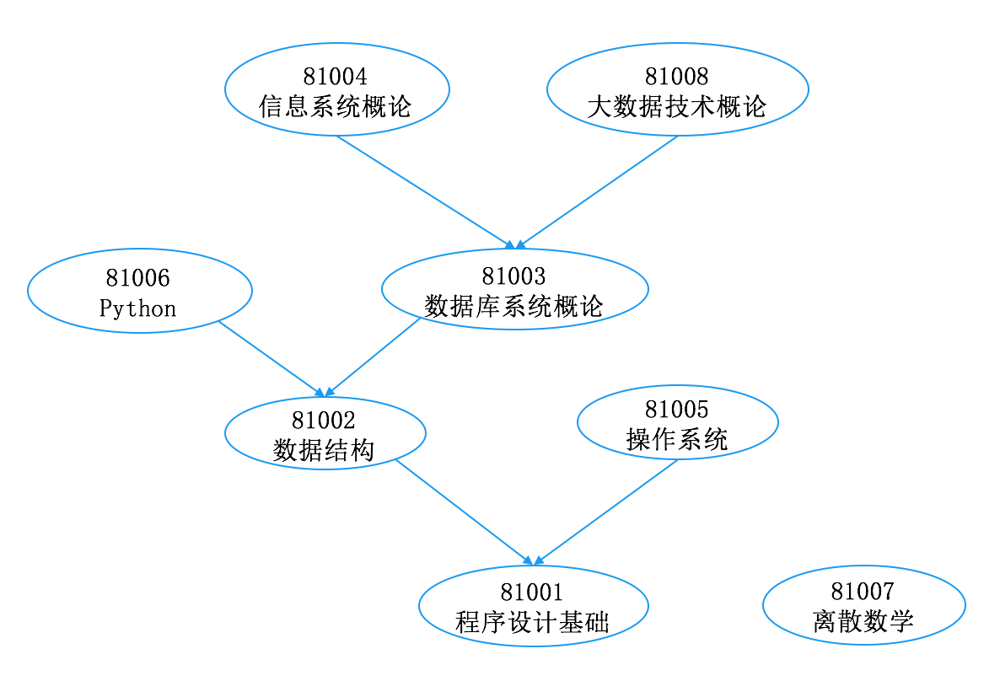 81004
信息系统概论
81008
大数据技术概论
81006
Python
81003
数据库系统概论
81002
数据结构
81005
操作系统
81001
程序设计基础
81007
离散数学